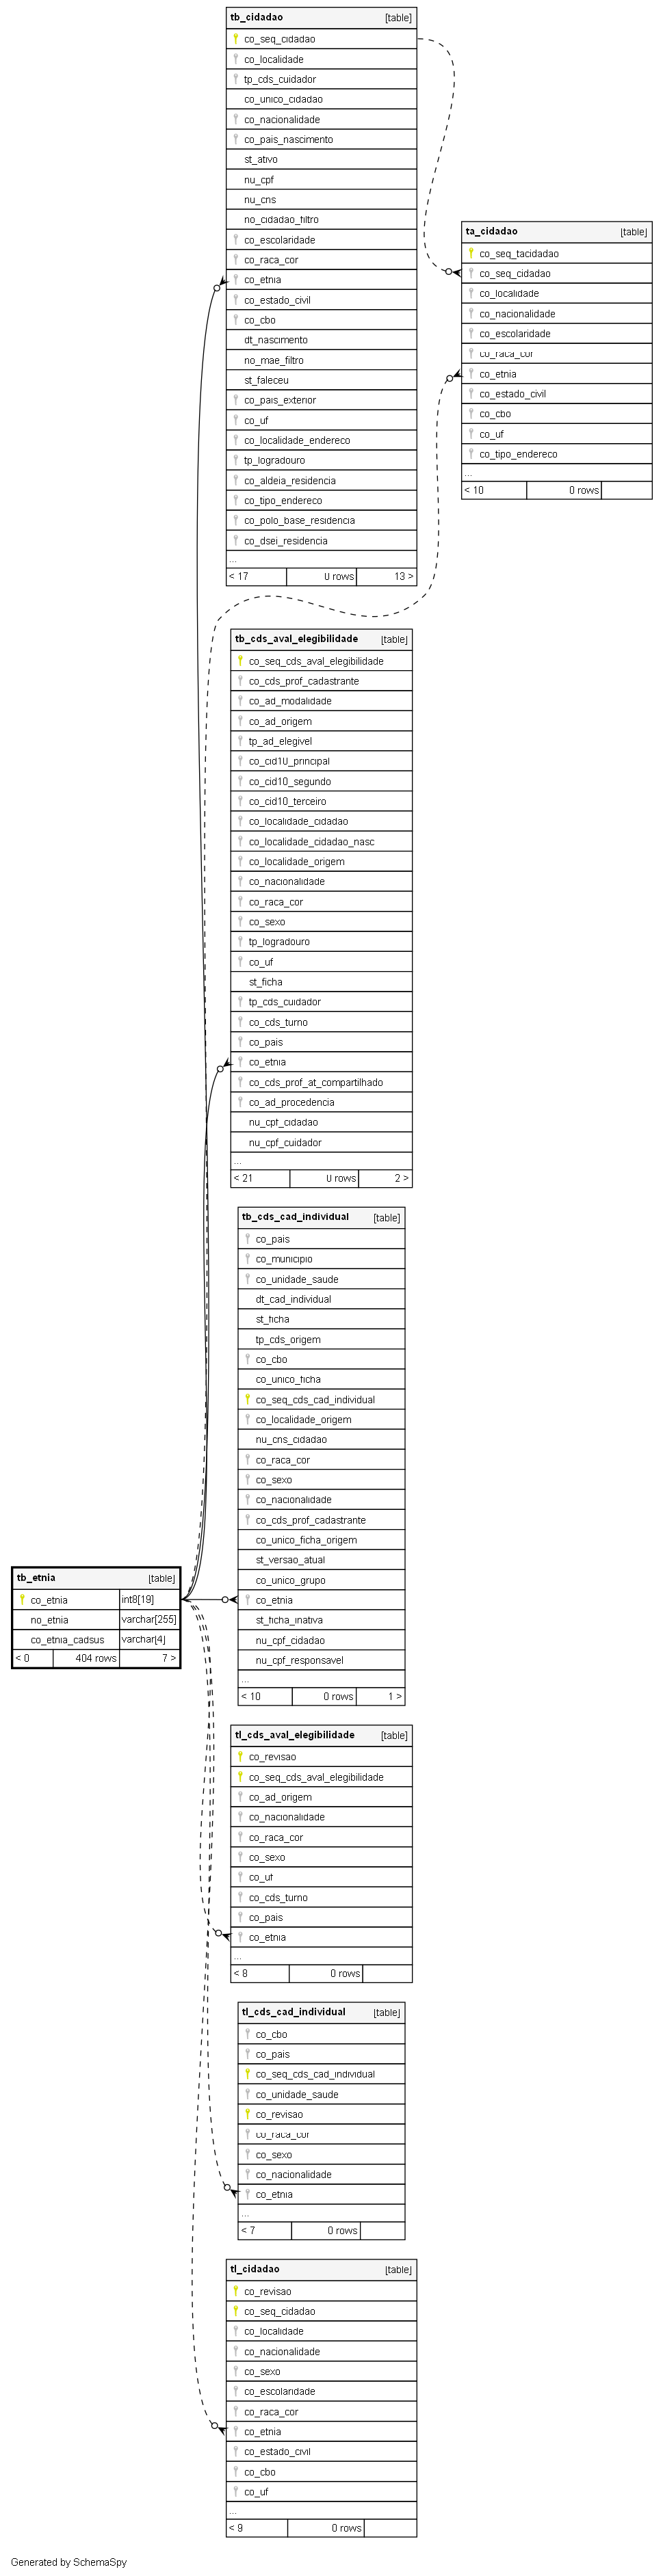 tb_cidadao [table]
co_seq_cidadao
co_localidade
tp_cds_cuidador
co_unico_cidadao
co_nacionalidade
co_pais_nascimento
st_ativo
nu_cpf
nu_cns
no_cidadao_filtro
co_escolaridade
co_raca_cor
co_etnia
co_estado_civil
co_cbo
dt_nascimento
no_mae_filtro
st_faleceu
co_pais_exterior
co_uf
co_localidade_endereco
tp_logradouro
co_aldeia_residencia
co_tipo_endereco
co_polo_base_residencia
co_dsei_residencia
...
< 17 0 rows 13 >
ta_cidadao [table]
co_seq_tacidadao
co_seq_cidadao
co_localidade
co_nacionalidade
co_escolaridade
co_raca_cor
co_etnia
co_estado_civil
co_cbo
co_uf
co_tipo_endereco
...
< 10 0 rows
tb_cds_aval_elegibilidade [table]
co_seq_cds_aval_elegibilidade
co_cds_prof_cadastrante
co_ad_modalidade
co_ad_origem
tp_ad_elegivel
co_cid10_principal
co_cid10_segundo
co_cid10_terceiro
co_localidade_cidadao
co_localidade_cidadao_nasc
co_localidade_origem
co_nacionalidade
co_raca_cor
co_sexo
tp_logradouro
co_uf
st_ficha
tp_cds_cuidador
co_cds_turno
co_pais
co_etnia
co_cds_prof_at_compartilhado
co_ad_procedencia
nu_cpf_cidadao
nu_cpf_cuidador
...
< 21 0 rows 2 >
tb_cds_cad_individual [table]
co_pais
co_municipio
co_unidade_saude
dt_cad_individual
st_ficha
tp_cds_origem
co_cbo
co_unico_ficha
co_seq_cds_cad_individual
co_localidade_origem
nu_cns_cidadao
co_raca_cor
co_sexo
co_nacionalidade
co_cds_prof_cadastrante
co_unico_ficha_origem
st_versao_atual
co_unico_grupo
co_etnia
st_ficha_inativa
nu_cpf_cidadao
nu_cpf_responsavel
...
< 10 0 rows 1 >
tb_etnia [table]
co_etnia int8[19]
no_etnia varchar[255]
co_etnia_cadsus varchar[4]
< 0 404 rows 7 >
tl_cds_aval_elegibilidade [table]
co_revisao
co_seq_cds_aval_elegibilidade
co_ad_origem
co_nacionalidade
co_raca_cor
co_sexo
co_uf
co_cds_turno
co_pais
co_etnia
...
< 8 0 rows
tl_cds_cad_individual [table]
co_cbo
co_pais
co_seq_cds_cad_individual
co_unidade_saude
co_revisao
co_raca_cor
co_sexo
co_nacionalidade
co_etnia
...
< 7 0 rows
tl_cidadao [table]
co_revisao
co_seq_cidadao
co_localidade
co_nacionalidade
co_sexo
co_escolaridade
co_raca_cor
co_etnia
co_estado_civil
co_cbo
co_uf
...
< 9 0 rows
Generated by SchemaSpy